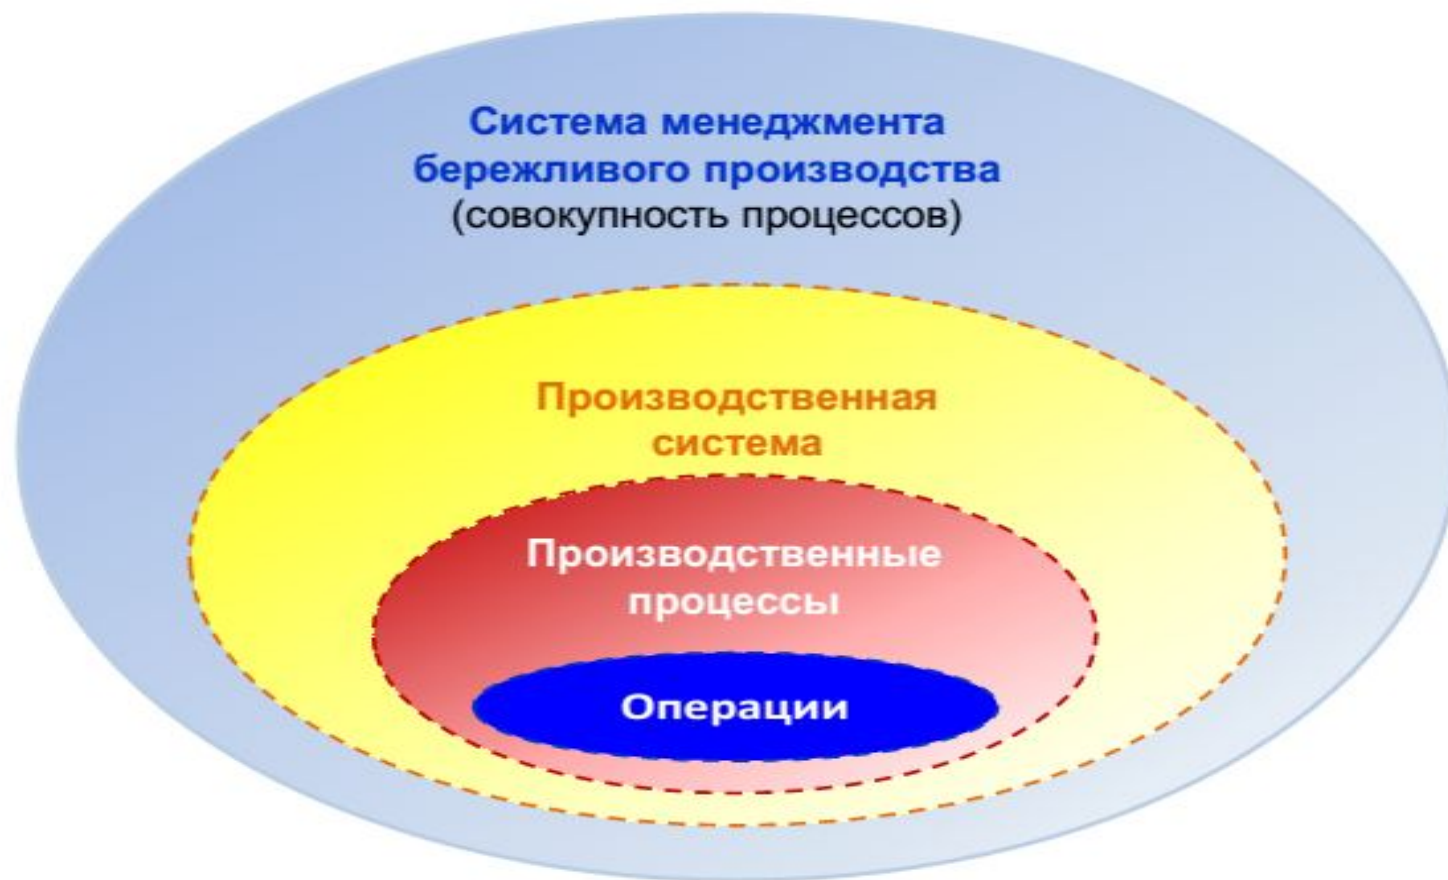 Система менеджмента
бережливого производства
(совокупность процессов)
Производственная
система
Производственные
процессы
Операции